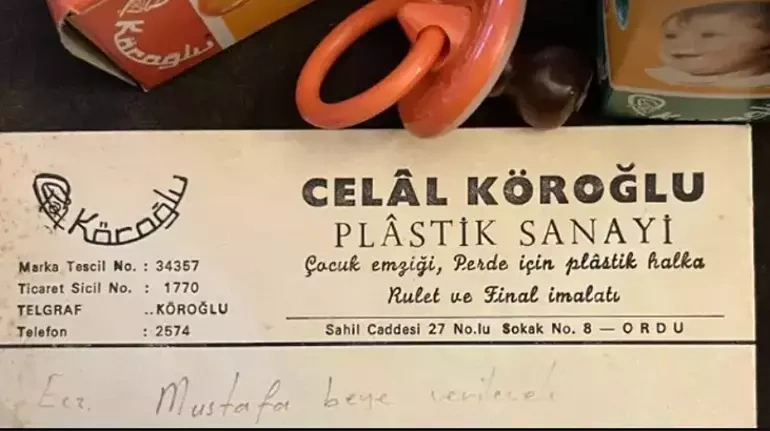 Köroğlu
Köroğlu
CELÂL KÖROĞLU
PLÂSTİK SANAYİ
Çocuk emziği, Perde için plâstik halka
Rulet ve Final imalatı
Marka Tescil No. : 34357
Ticaret Sicil No. : 1770
TELGRAF ..KÖROĞLU
Telefon : 2574
Sahil Caddesi 27 No.lu Sokak No. 8 — ORDU
Ecz. Mustafa beye verilecek